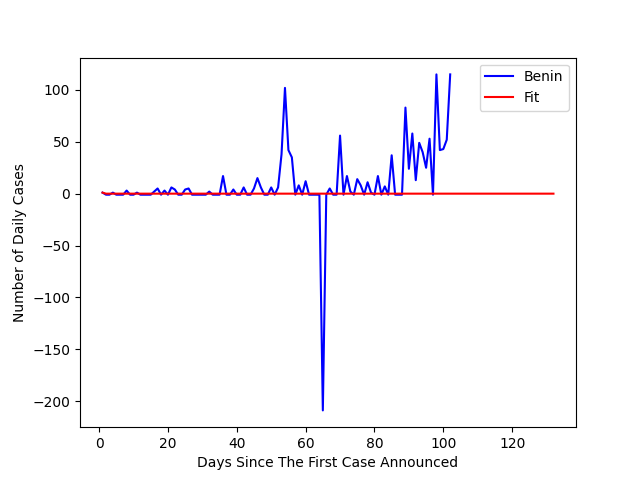 Benin
Fit
100
50
0
−50
−100
−150
−200
0 20 40 60 80 100 120
Number of Daily Cases
Days Since The First Case Announced